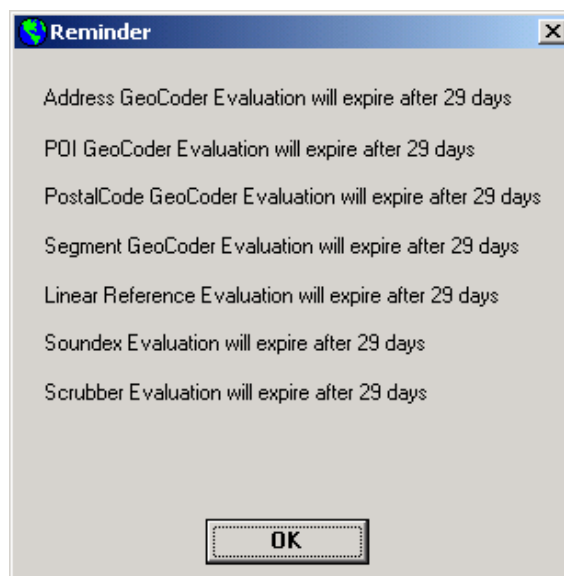 Reminder
Address GeoCoder Evaluation will expire after 29 days
POI GeoCoder Evaluation will expire after 29 days
PostalCode GeoCoder Evaluation will expire after 29 days
Segment GeoCoder Evaluation will expire after 29 days
Linear Reference Evaluation will expire after 29 days
Soundex Evaluation will expire after 29 days
Scrubber Evaluation will expire after 29 days
OK